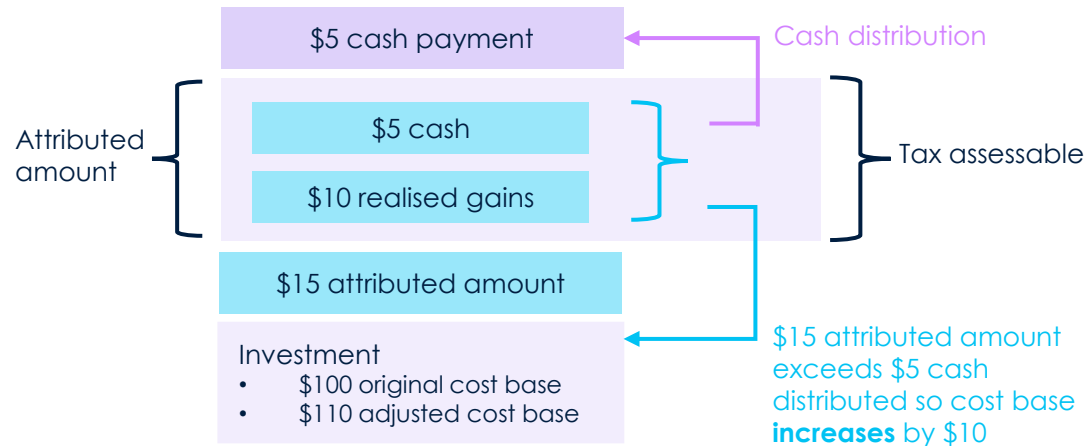 $5 cash payment
Cash distribution
Attributed
amount
$5 cash
$10 realised gains
Tax assessable
$15 attributed amount
Investment
• $100 original cost base
• $110 adjusted cost base
$15 attributed amount
exceeds $5 cash
distributed so cost base
increases by $10